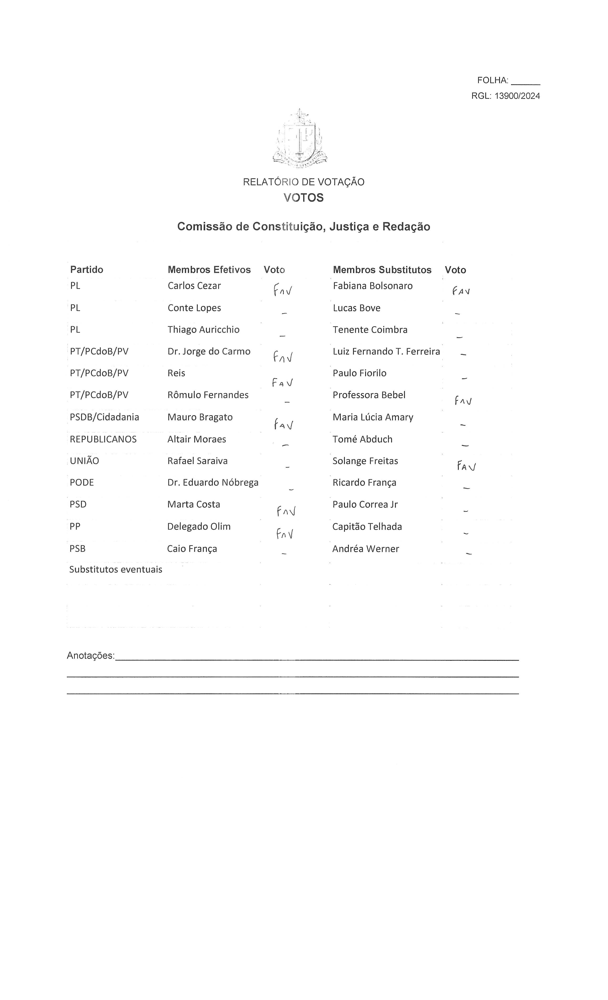 FOLHA: ______
RGL: 13900/2024
RELATÓRIO DE VOTAÇÃO
VOTOS
Comissão de Constituição, Justiça e Redação
Partido Membros Efetivos Voto Membros Substitutos Voto
PL Carlos Cezar FAV Fabiana Bolsonaro FAV
PL Conte Lopes – Lucas Bove –
PL Thiago Auricchio – Tenente Coimbra –
PT/PCdoB/PV Dr. Jorge do Carmo FAV Luiz Fernando T. Ferreira –
PT/PCdoB/PV Reis FAV Paulo Fiorilo –
PT/PCdoB/PV Rômulo Fernandes – Professora Bebel FAV
PSDB/Cidadania Mauro Bragato FAV Maria Lúcia Amary –
REPUBLICANOS Altair Moraes – Tomé Abduch –
UNIÃO Rafael Saraiva – Solange Freitas FAV
PODE Dr. Eduardo Nóbrega – Ricardo França –
PSD Marta Costa FAV Paulo Correa Jr –
PP Delegado Olim FAV Capitão Telhada –
PSB Caio França – Andréa Werner –
Substitutos eventuais
Anotações: